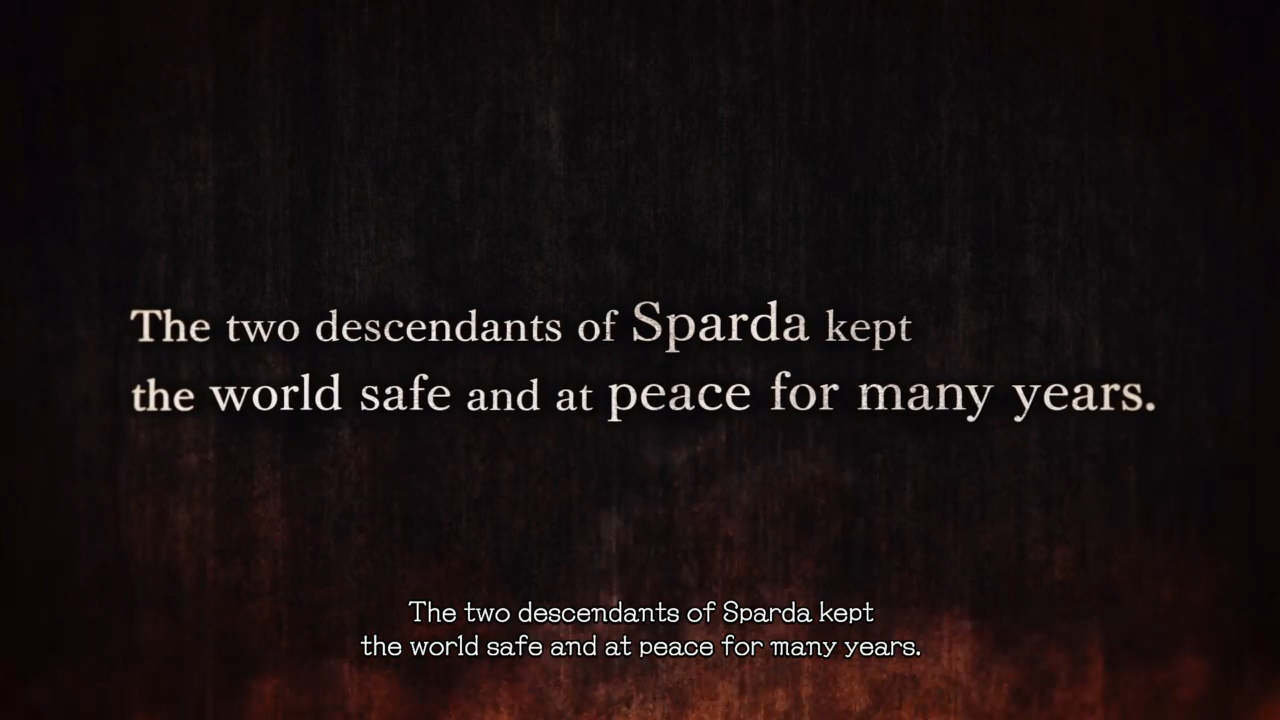 The two descendants of Sparda kept
the world safe and at peace for many years.
The two descendants of Sparda kept
the world safe and at peace for many years.